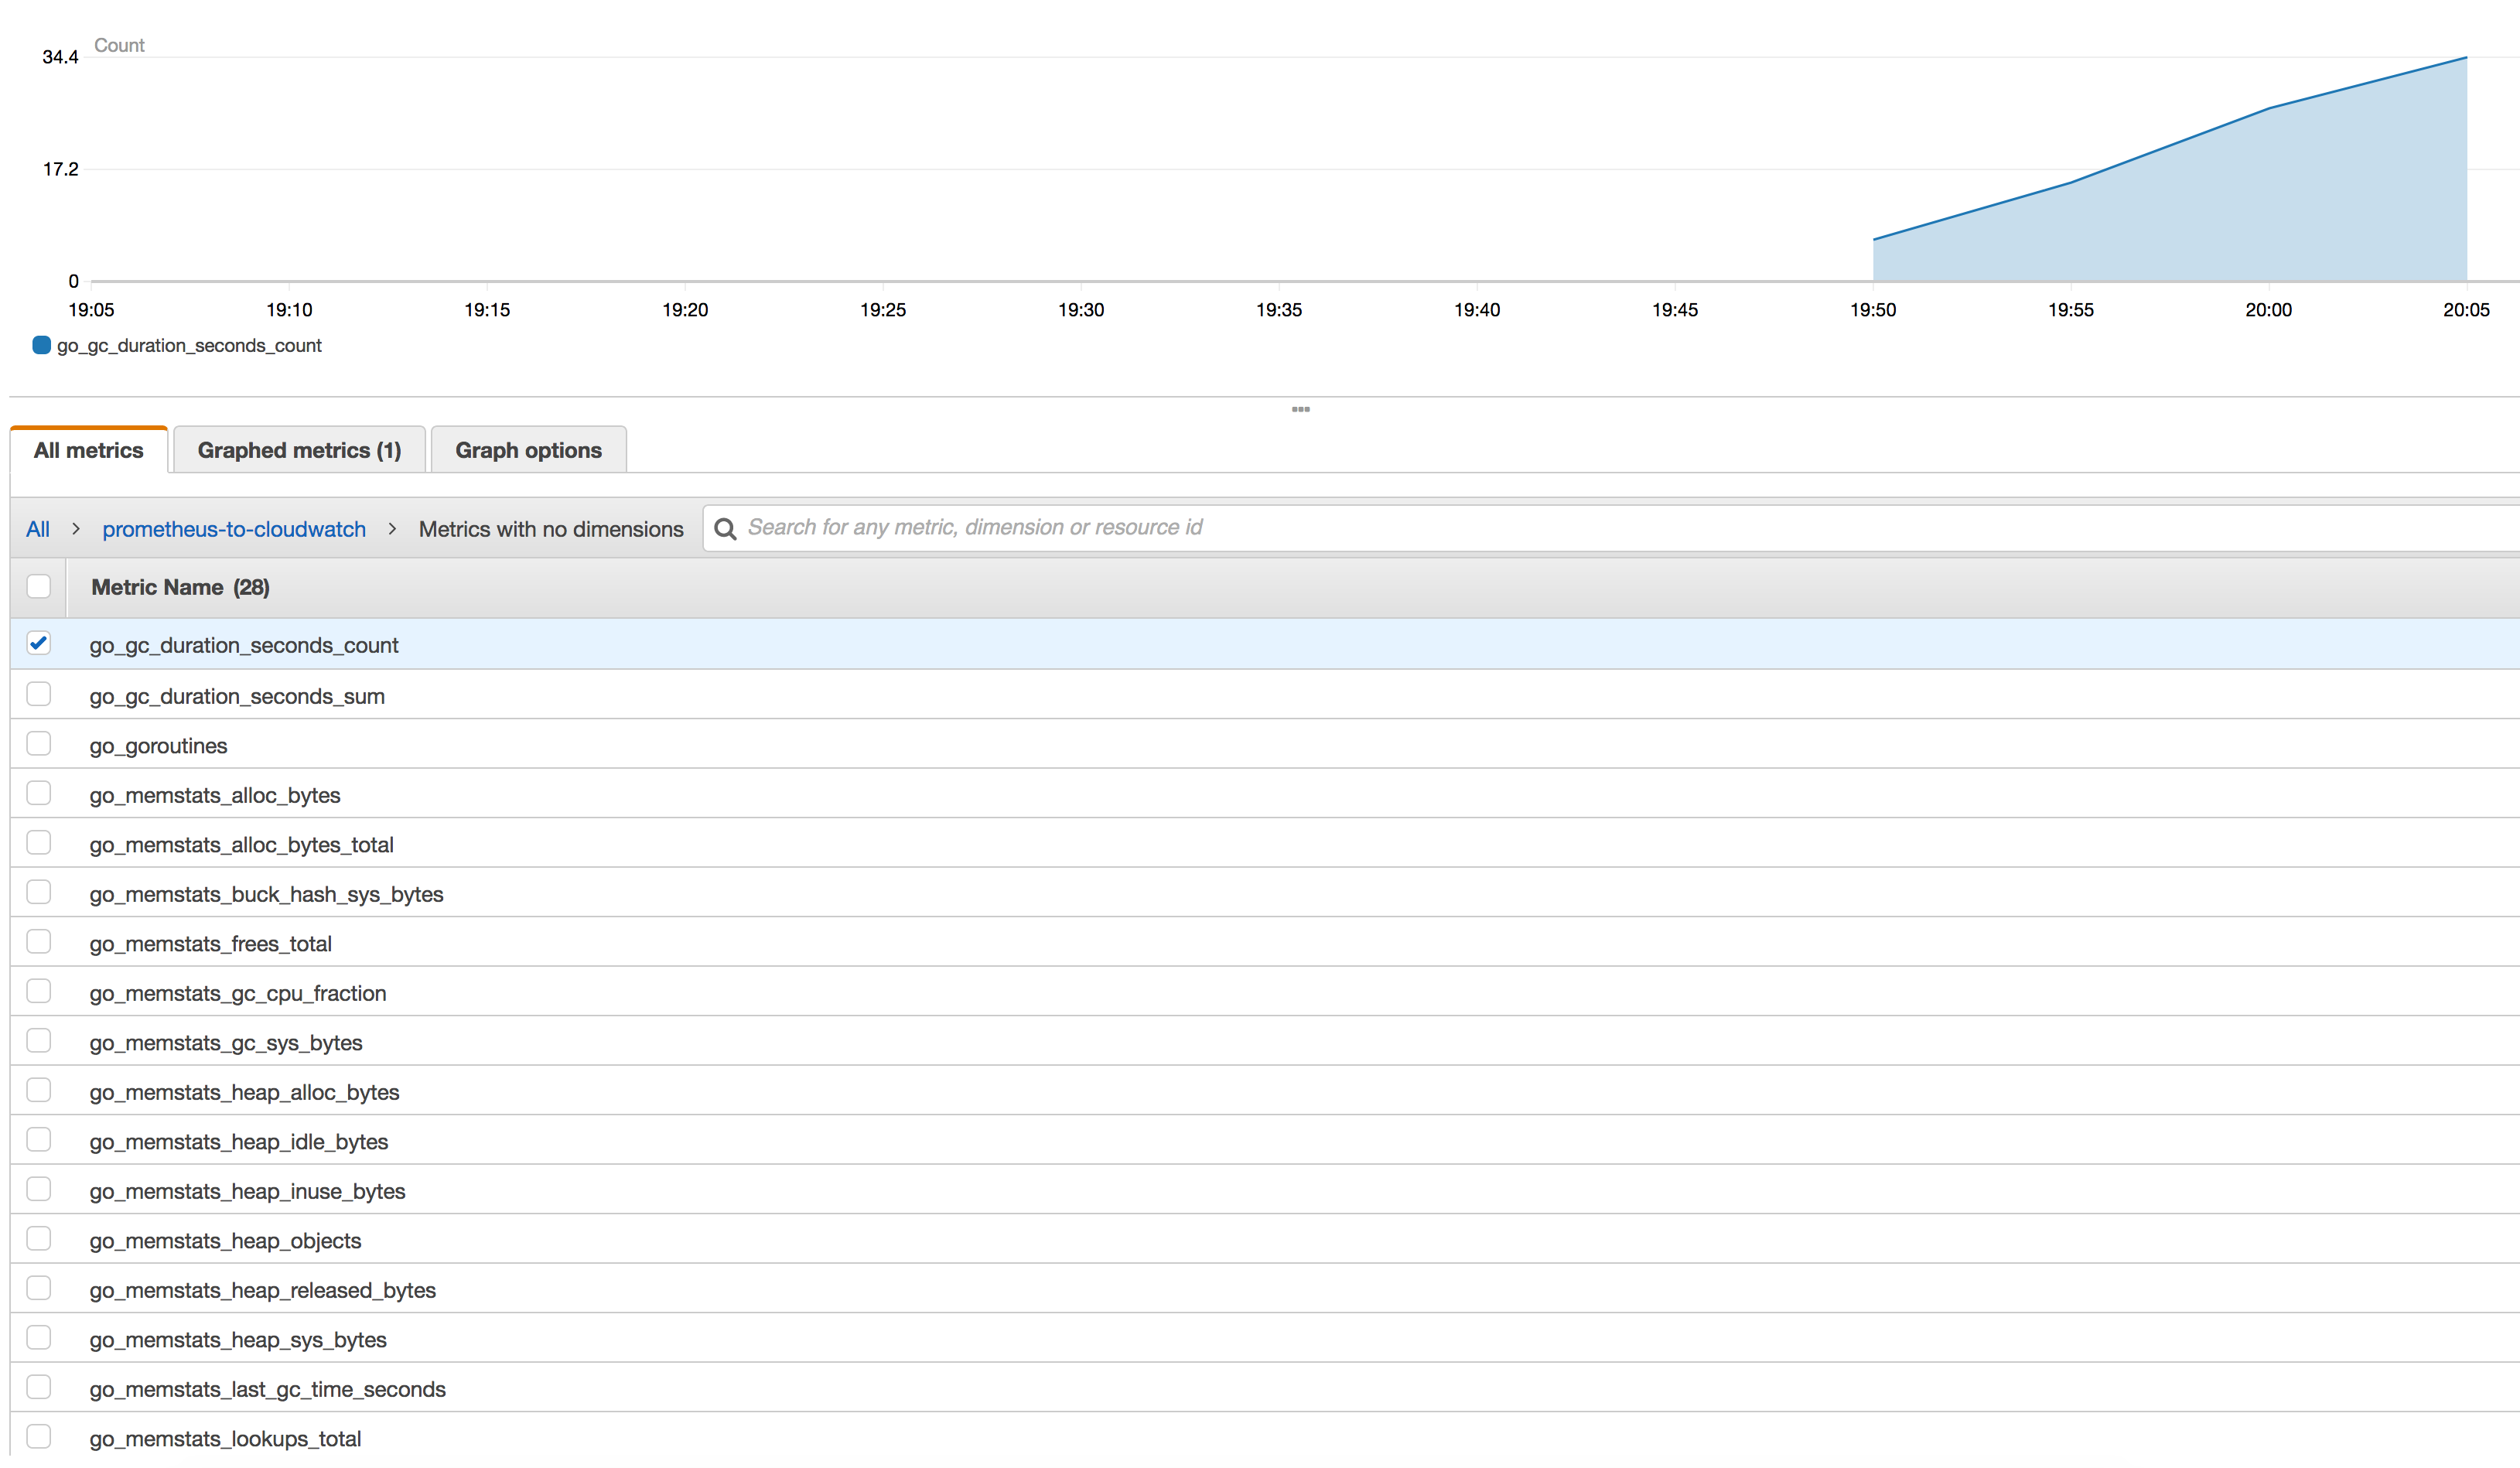 Count
34.4
17.2
0
19:05 19:10 19:15 19:20 19:25 19:30 19:35 19:40 19:45 19:50 19:55 20:00 20:05
go_gc_duration_seconds_count
All metrics Graphed metrics (1) Graph options
All > prometheus-to-cloudwatch > Metrics with no dimensions Search for any metric, dimension or resource id
Metric Name (28)
go_gc_duration_seconds_count
go_gc_duration_seconds_sum
go_goroutines
go_memstats_alloc_bytes
go_memstats_alloc_bytes_total
go_memstats_buck_hash_sys_bytes
go_memstats_frees_total
go_memstats_gc_cpu_fraction
go_memstats_gc_sys_bytes
go_memstats_heap_alloc_bytes
go_memstats_heap_idle_bytes
go_memstats_heap_inuse_bytes
go_memstats_heap_objects
go_memstats_heap_released_bytes
go_memstats_heap_sys_bytes
go_memstats_last_gc_time_seconds
go_memstats_lookups_total